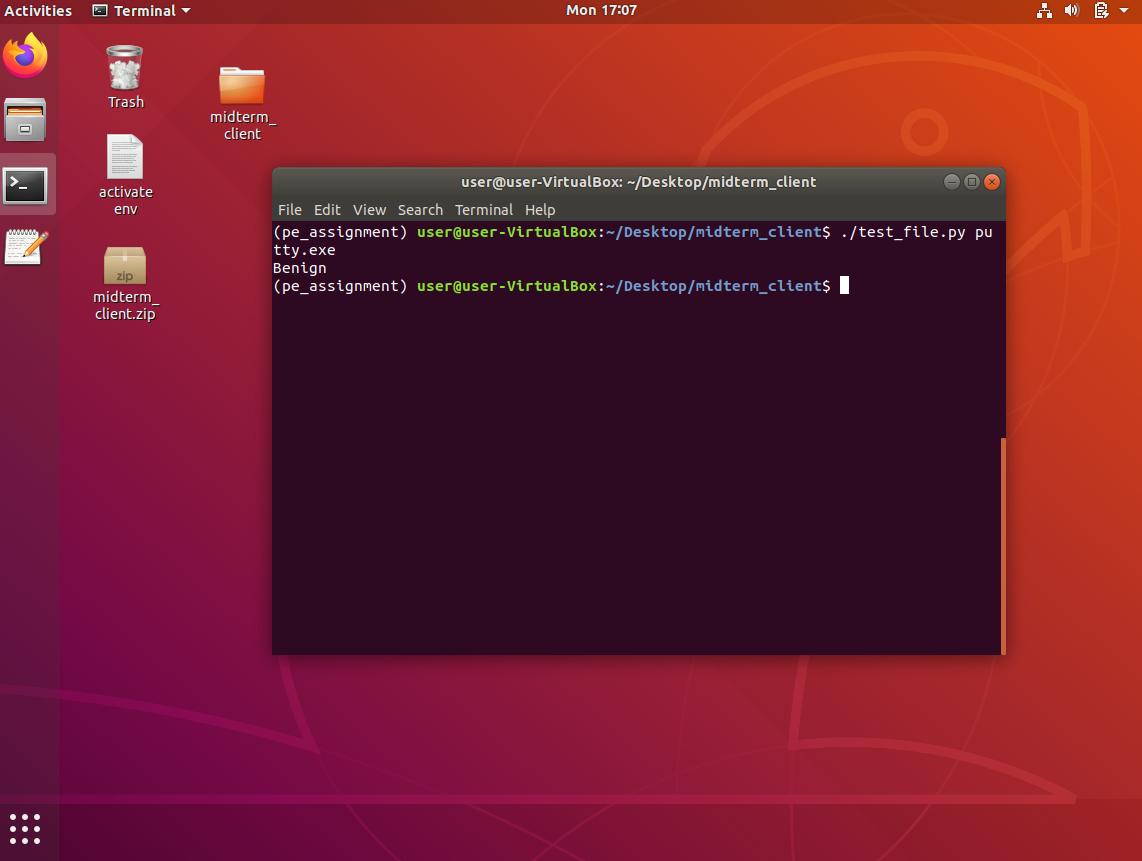 Activities
Terminal
Mon 17:07
Trash
midterm_
client
activate
env
zip
midterm_
client.zip
user@user-VirtualBox: ~/Desktop/midterm_client
File Edit View Search Terminal Help
(pe_assignment) user@user-VirtualBox:~/Desktop/midterm_client$ ./test_file.py pu
tty.exe
Benign
(pe_assignment) user@user-VirtualBox:~/Desktop/midterm_client$